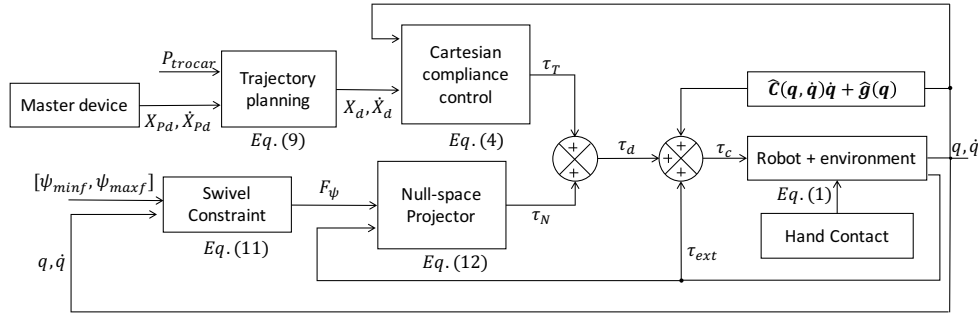 Master device
P_trocar
X_Pd, Ẋ_Pd
Trajectory
planning
Eq. (9)
X_d, Ẋ_d
Cartesian
compliance
control
Eq. (4)
τ_T
[ψ_minf, ψ_maxf]
q, q̇
Swivel
Constraint
Eq. (11)
F_ψ
Null-space
Projector
Eq. (12)
τ_N
+
+
τ_d
+
+
+
τ_c
τ_ext
Ĉ(q, q̇)q̇ + ĝ(q)
Robot + environment
Eq. (1)
Hand Contact
q, q̇